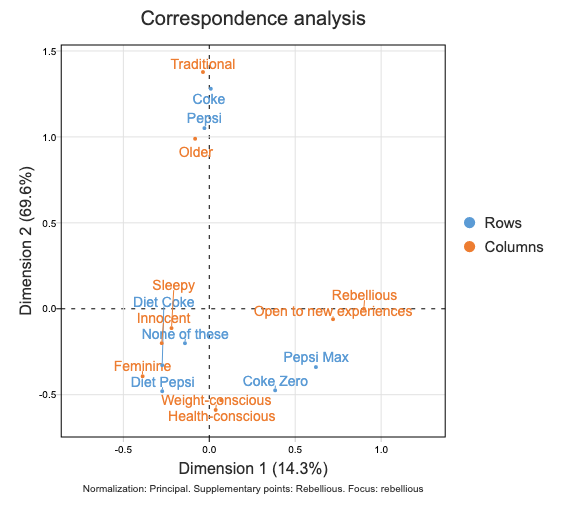 Correspondence analysis
1.5
Traditional
Coke
Pepsi
1.0
Older
0.5
Rows
Columns
Dimension 2 (69.6%)
Sleepy
Diet Coke
Rebellious
0.0
Open to new experiences
Innocent
None of these
Pepsi Max
Feminine
Diet Pepsi
Coke Zero
-0.5
Weight-conscious
Health-conscious
-0.5 0.0 0.5 1.0
Dimension 1 (14.3%)
Normalization: Principal. Supplementary points: Rebellious. Focus: rebellious